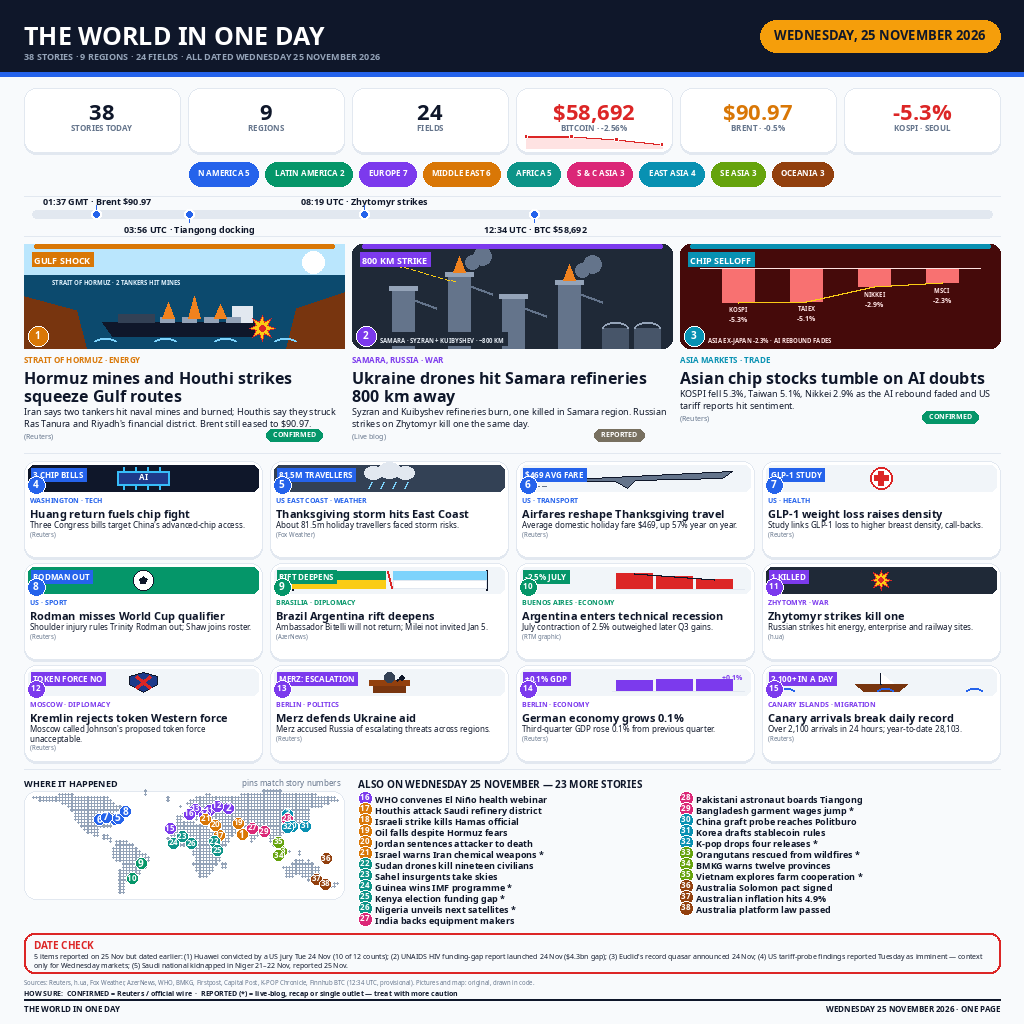 THE WORLD IN ONE DAY
38 STORIES · 9 REGIONS · 24 FIELDS · ALL DATED WEDNESDAY 25 NOVEMBER 2026
WEDNESDAY, 25 NOVEMBER 2026
38
STORIES TODAY
9
REGIONS
24
FIELDS
$58,692
BITCOIN · -2.56%
$90.97
BRENT · -0.5%
-5.3%
KOSPI · SEOUL
N AMERICA 5
LATIN AMERICA 2
EUROPE 7
MIDDLE EAST 6
AFRICA 5
S & C ASIA 3
EAST ASIA 4
SE ASIA 3
OCEANIA 3
01:37 GMT · Brent $90.97
08:19 UTC · Zhytomyr strikes
03:56 UTC · Tiangong docking
12:34 UTC · BTC $58,692
GULF SHOCK
STRAIT OF HORMUZ · 2 TANKERS HIT MINES
1
STRAIT OF HORMUZ · ENERGY
Hormuz mines and Houthi strikes
squeeze Gulf routes
Iran says two tankers hit naval mines and burned; Houthis say they struck
Ras Tanura and Riyadh's financial district. Brent still eased to $90.97.
(Reuters)
CONFIRMED
800 KM STRIKE
2
SAMARA · SYZRAN + KUIBYSHEV · ~800 KM
SAMARA, RUSSIA · WAR
Ukraine drones hit Samara refineries
800 km away
Syzran and Kuibyshev refineries burn, one killed in Samara region. Russian
strikes on Zhytomyr kill one the same day.
(Live blog)
REPORTED
CHIP SELLOFF
KOSPI
-5.3%
TAIEX
-5.1%
NIKKEI
-2.9%
MSCI
-2.3%
3
ASIA EX-JAPAN -2.3% · AI REBOUND FADES
ASIA MARKETS · TRADE
Asian chip stocks tumble on AI doubts
KOSPI fell 5.3%, Taiwan 5.1%, Nikkei 2.9% as the AI rebound faded and US
tariff reports hit sentiment.
(Reuters)
CONFIRMED
3 CHIP BILLS
AI
4
WASHINGTON · TECH
Huang return fuels chip fight
Three Congress bills target China's advanced-chip access.
(Reuters)
81.5M TRAVELLERS
5
US EAST COAST · WEATHER
Thanksgiving storm hits East Coast
About 81.5m holiday travellers faced storm risks.
(Fox Weather)
$469 AVG FARE
6
US · TRANSPORT
Airfares reshape Thanksgiving travel
Average domestic holiday fare $469, up 57% year on year.
(Reuters)
GLP-1 STUDY
7
US · HEALTH
GLP-1 weight loss raises density
Study links GLP-1 loss to higher breast density, call-backs.
(Reuters)
RODMAN OUT
8
US · SPORT
Rodman misses World Cup qualifier
Shoulder injury rules Trinity Rodman out; Shaw joins roster.
(Reuters)
RIFT DEEPENS
9
BRASILIA · DIPLOMACY
Brazil Argentina rift deepens
Ambassador Bitelli will not return; Milei not invited Jan 5.
(AzerNews)
-2.5% JULY
10
BUENOS AIRES · ECONOMY
Argentina enters technical recession
July contraction of 2.5% outweighed later Q3 gains.
(RTM graphic)
1 KILLED
11
ZHYTOMYR · WAR
Zhytomyr strikes kill one
Russian strikes hit energy, enterprise and railway sites.
(h.ua)
TOKEN FORCE NO
12
MOSCOW · DIPLOMACY
Kremlin rejects token Western force
Moscow called Johnson's proposed token force
unacceptable.
(Reuters)
MERZ: ESCALATION
13
BERLIN · POLITICS
Merz defends Ukraine aid
Merz accused Russia of escalating threats across regions.
(Reuters)
+0.1% GDP
+0.1%
14
BERLIN · ECONOMY
German economy grows 0.1%
Third-quarter GDP rose 0.1% from previous quarter.
(Reuters)
2,100+ IN A DAY
15
CANARY ISLANDS · MIGRATION
Canary arrivals break daily record
Over 2,100 arrivals in 24 hours; year-to-date 28,103.
(Reuters)
WHERE IT HAPPENED
pins match story numbers
ALSO ON WEDNESDAY 25 NOVEMBER — 23 MORE STORIES
16 WHO convenes El Niño health webinar
17 Houthis attack Saudi refinery district
18 Israeli strike kills Hamas official
19 Oil falls despite Hormuz fears
20 Jordan sentences attacker to death
21 Israel warns Iran chemical weapons *
22 Sudan drones kill nineteen civilians
23 Sahel insurgents take skies
24 Guinea wins IMF programme *
25 Kenya election funding gap *
26 Nigeria unveils next satellites *
27 India backs equipment makers
28 Pakistani astronaut boards Tiangong
29 Bangladesh garment wages jump *
30 China graft probe reaches Politburo
31 Korea drafts stablecoin rules
32 K-pop drops four releases *
33 Orangutans rescued from wildfires *
34 BMKG warns twelve provinces
35 Vietnam explores farm cooperation *
36 Australia Solomon pact signed
37 Australian inflation hits 4.9%
38 Australia platform law passed
DATE CHECK
5 items reported on 25 Nov but dated earlier: (1) Huawei convicted by a US jury Tue 24 Nov (10 of 12 counts); (2) UNAIDS HIV funding-gap report launched 24 Nov ($4.3bn gap); (3) Euclid's record quasar announced 24 Nov; (4) US tariff-probe findings reported Tuesday as imminent — context
only for Wednesday markets; (5) Saudi national kidnapped in Niger 21–22 Nov, reported 25 Nov.
Sources: Reuters, h.ua, Fox Weather, AzerNews, WHO, BMKG, Firstpost, Capital Post, K-POP Chronicle, Finnhub BTC (12:34 UTC, provisional). Pictures and map: original, drawn in code.
HOW SURE: CONFIRMED = Reuters / official wire · REPORTED (*) = live-blog, recap or single outlet — treat with more caution
THE WORLD IN ONE DAY
WEDNESDAY 25 NOVEMBER 2026 · ONE PAGE